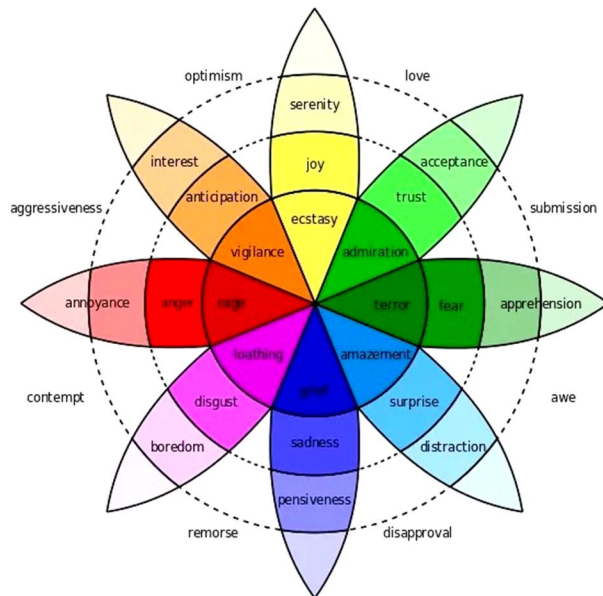 optimism
love
serenity
interest
acceptance
joy
anticipation
trust
aggressiveness
submission
ecstasy
vigilance
admiration
annoyance
anger
rage
terror
fear
apprehension
loathing
amazement
grief
disgust
surprise
contempt
awe
boredom
sadness
distraction
pensiveness
remorse
disapproval